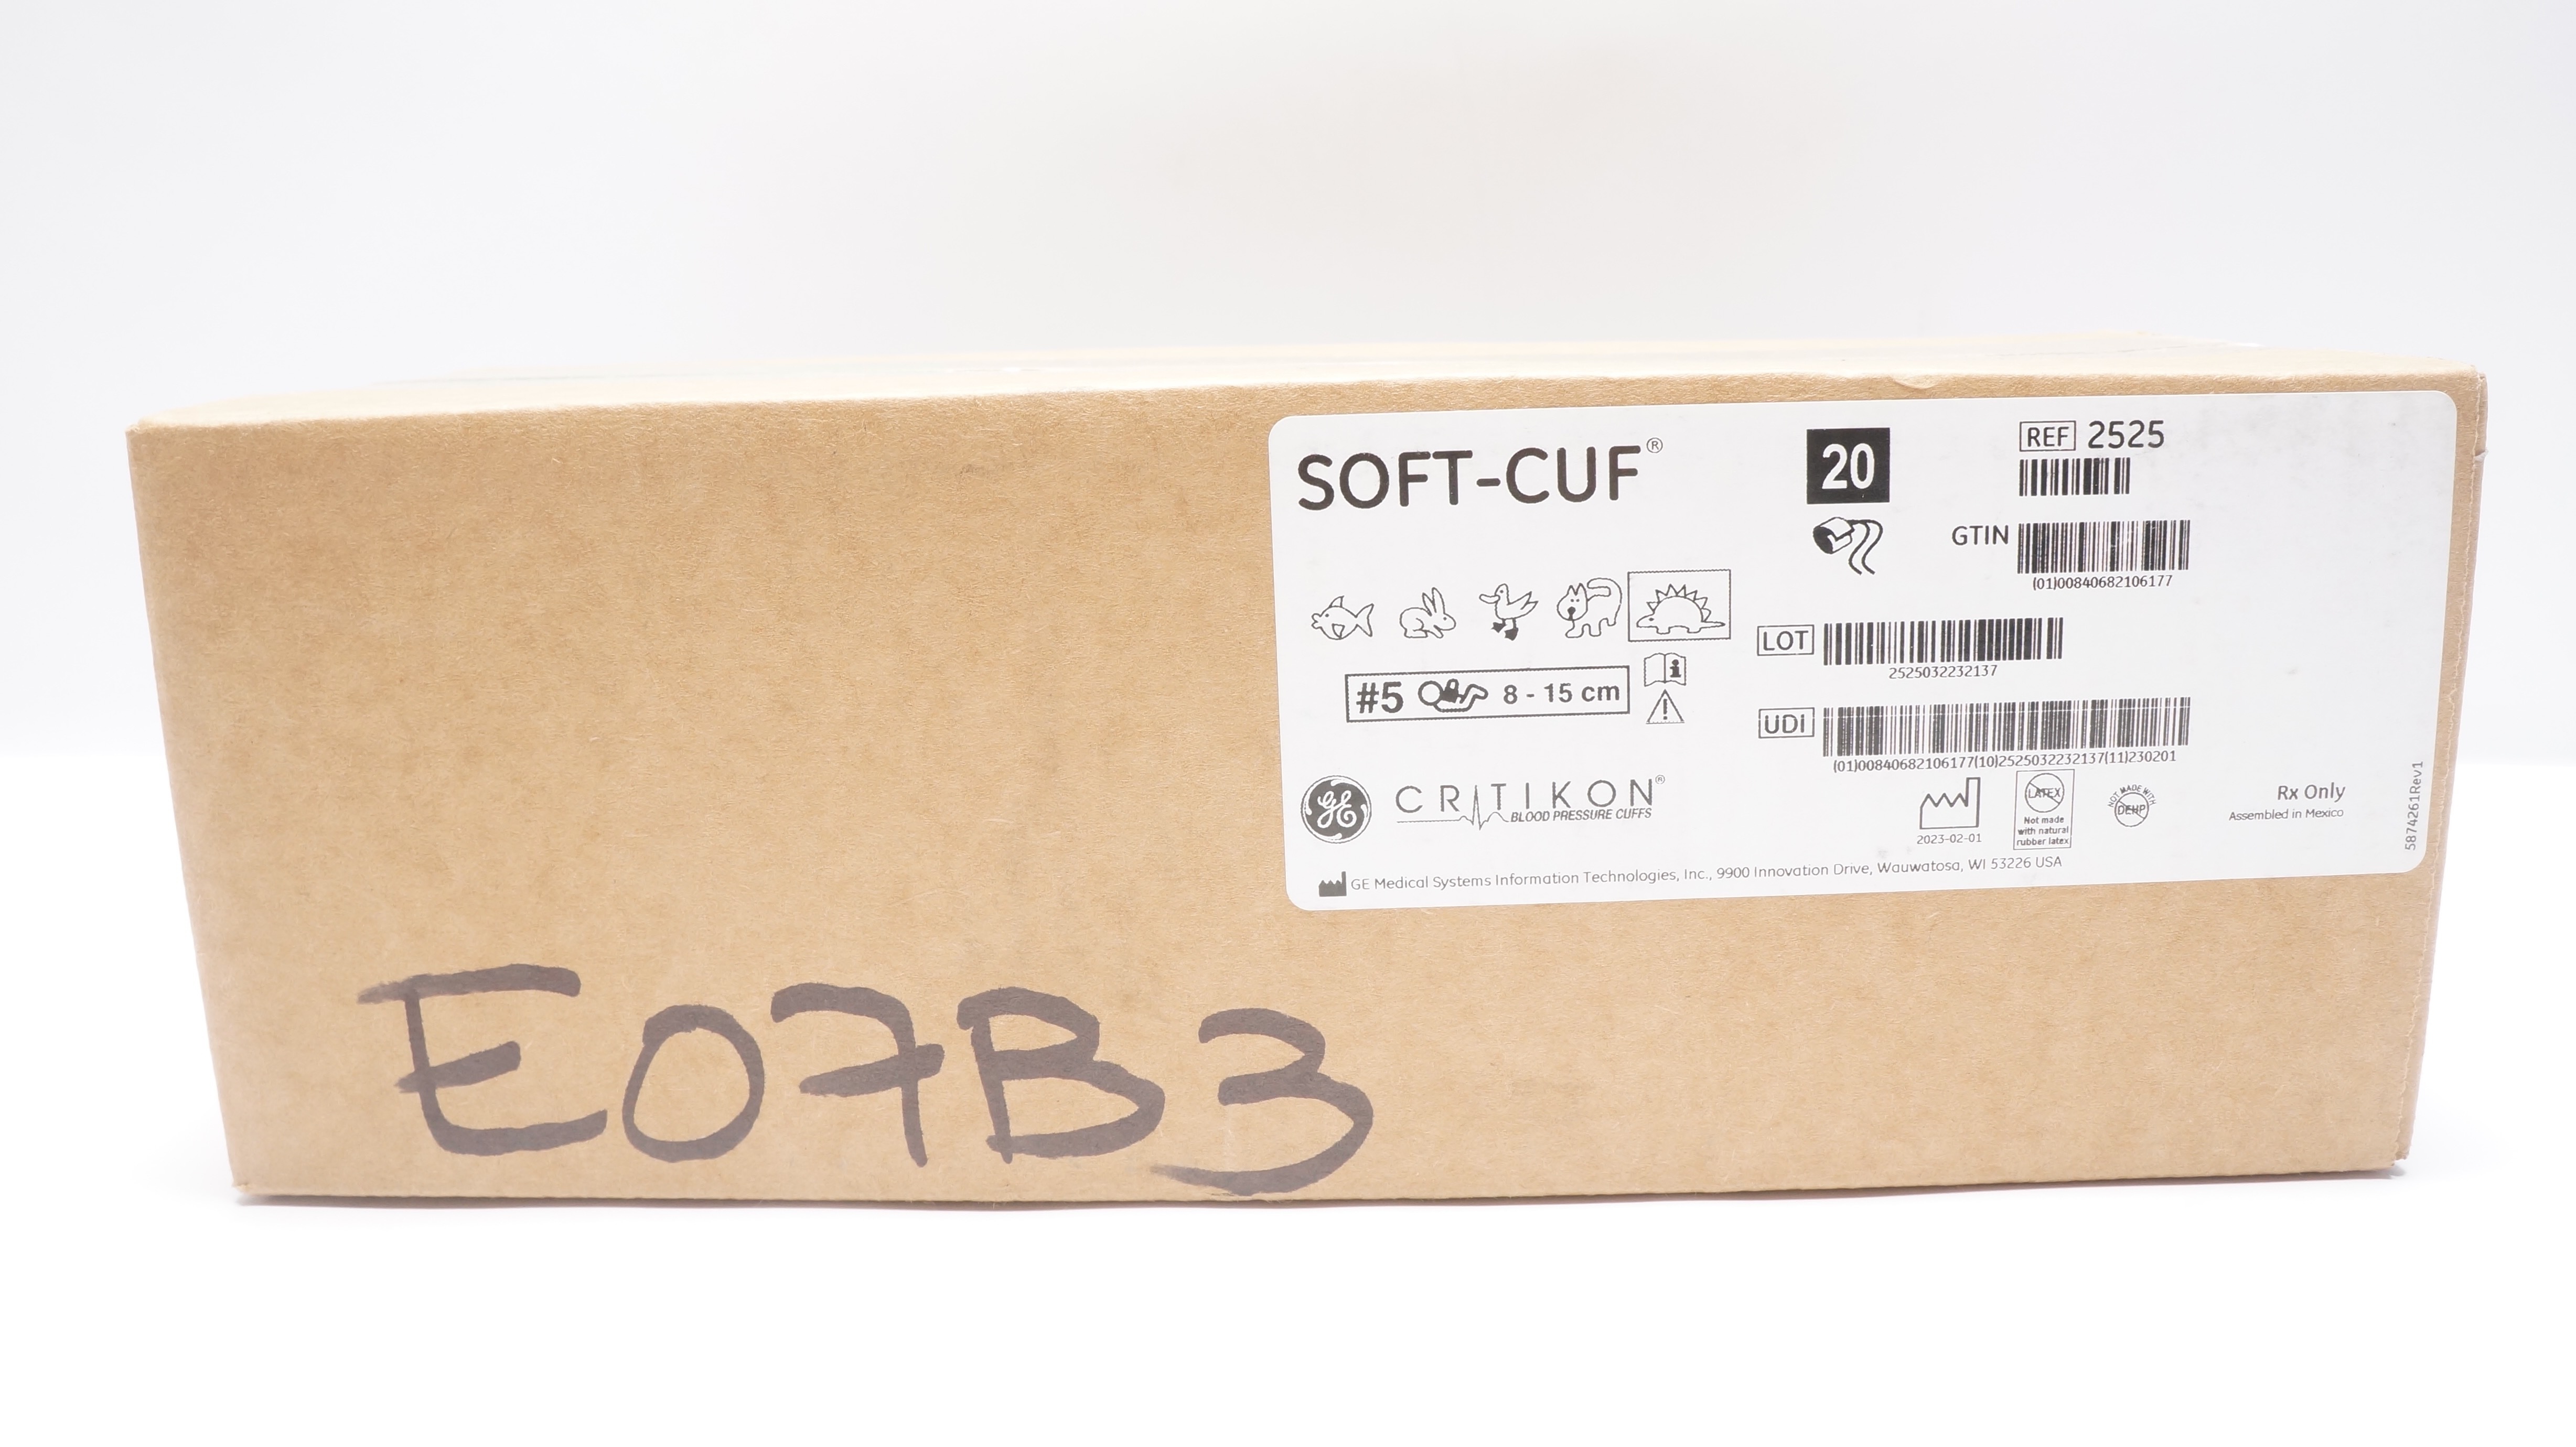 SOFT-CUF®
20
REF 2525
GTIN
(01)00840682106177
LOT
2525032232137
#5 8 - 15 cm
UDI
(01)00840682106177(10)2525032232137(11)230201
GE CRITIKON®
BLOOD PRESSURE CUFFS
2023-02-01
LATEX
Not made
with natural
rubber latex
NOT MADE WITH
DEHP
Rx Only
Assembled in Mexico
5874261Rev1
GE Medical Systems Information Technologies, Inc., 9900 Innovation Drive, Wauwatosa, WI 53226 USA
E07B3